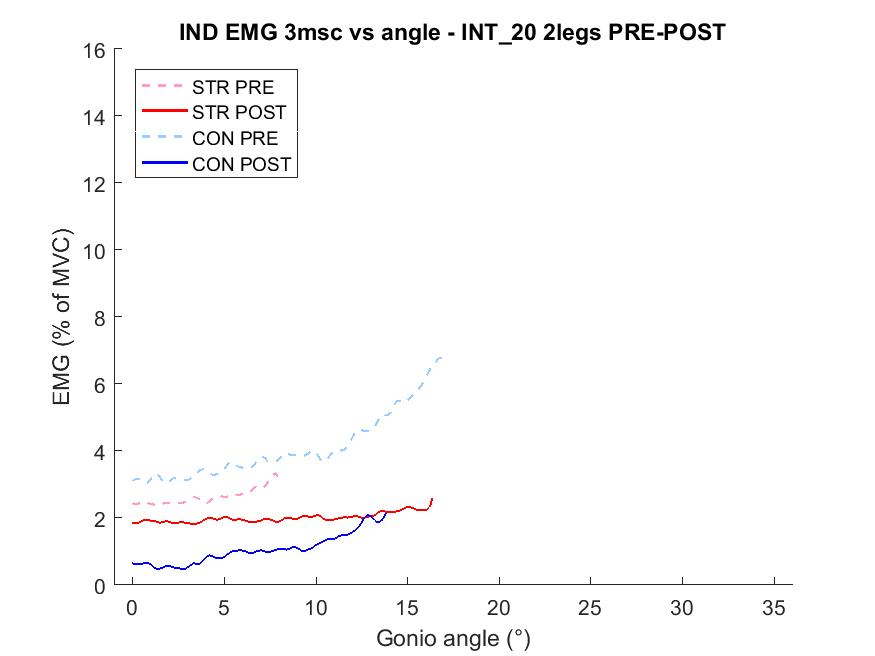 IND EMG 3msc vs angle - INT_20 2legs PRE-POST
16
14
12
10
8
6
4
2
0
EMG (% of MVC)
STR PRE
STR POST
CON PRE
CON POST
0 5 10 15 20 25 30 35
Gonio angle (°)